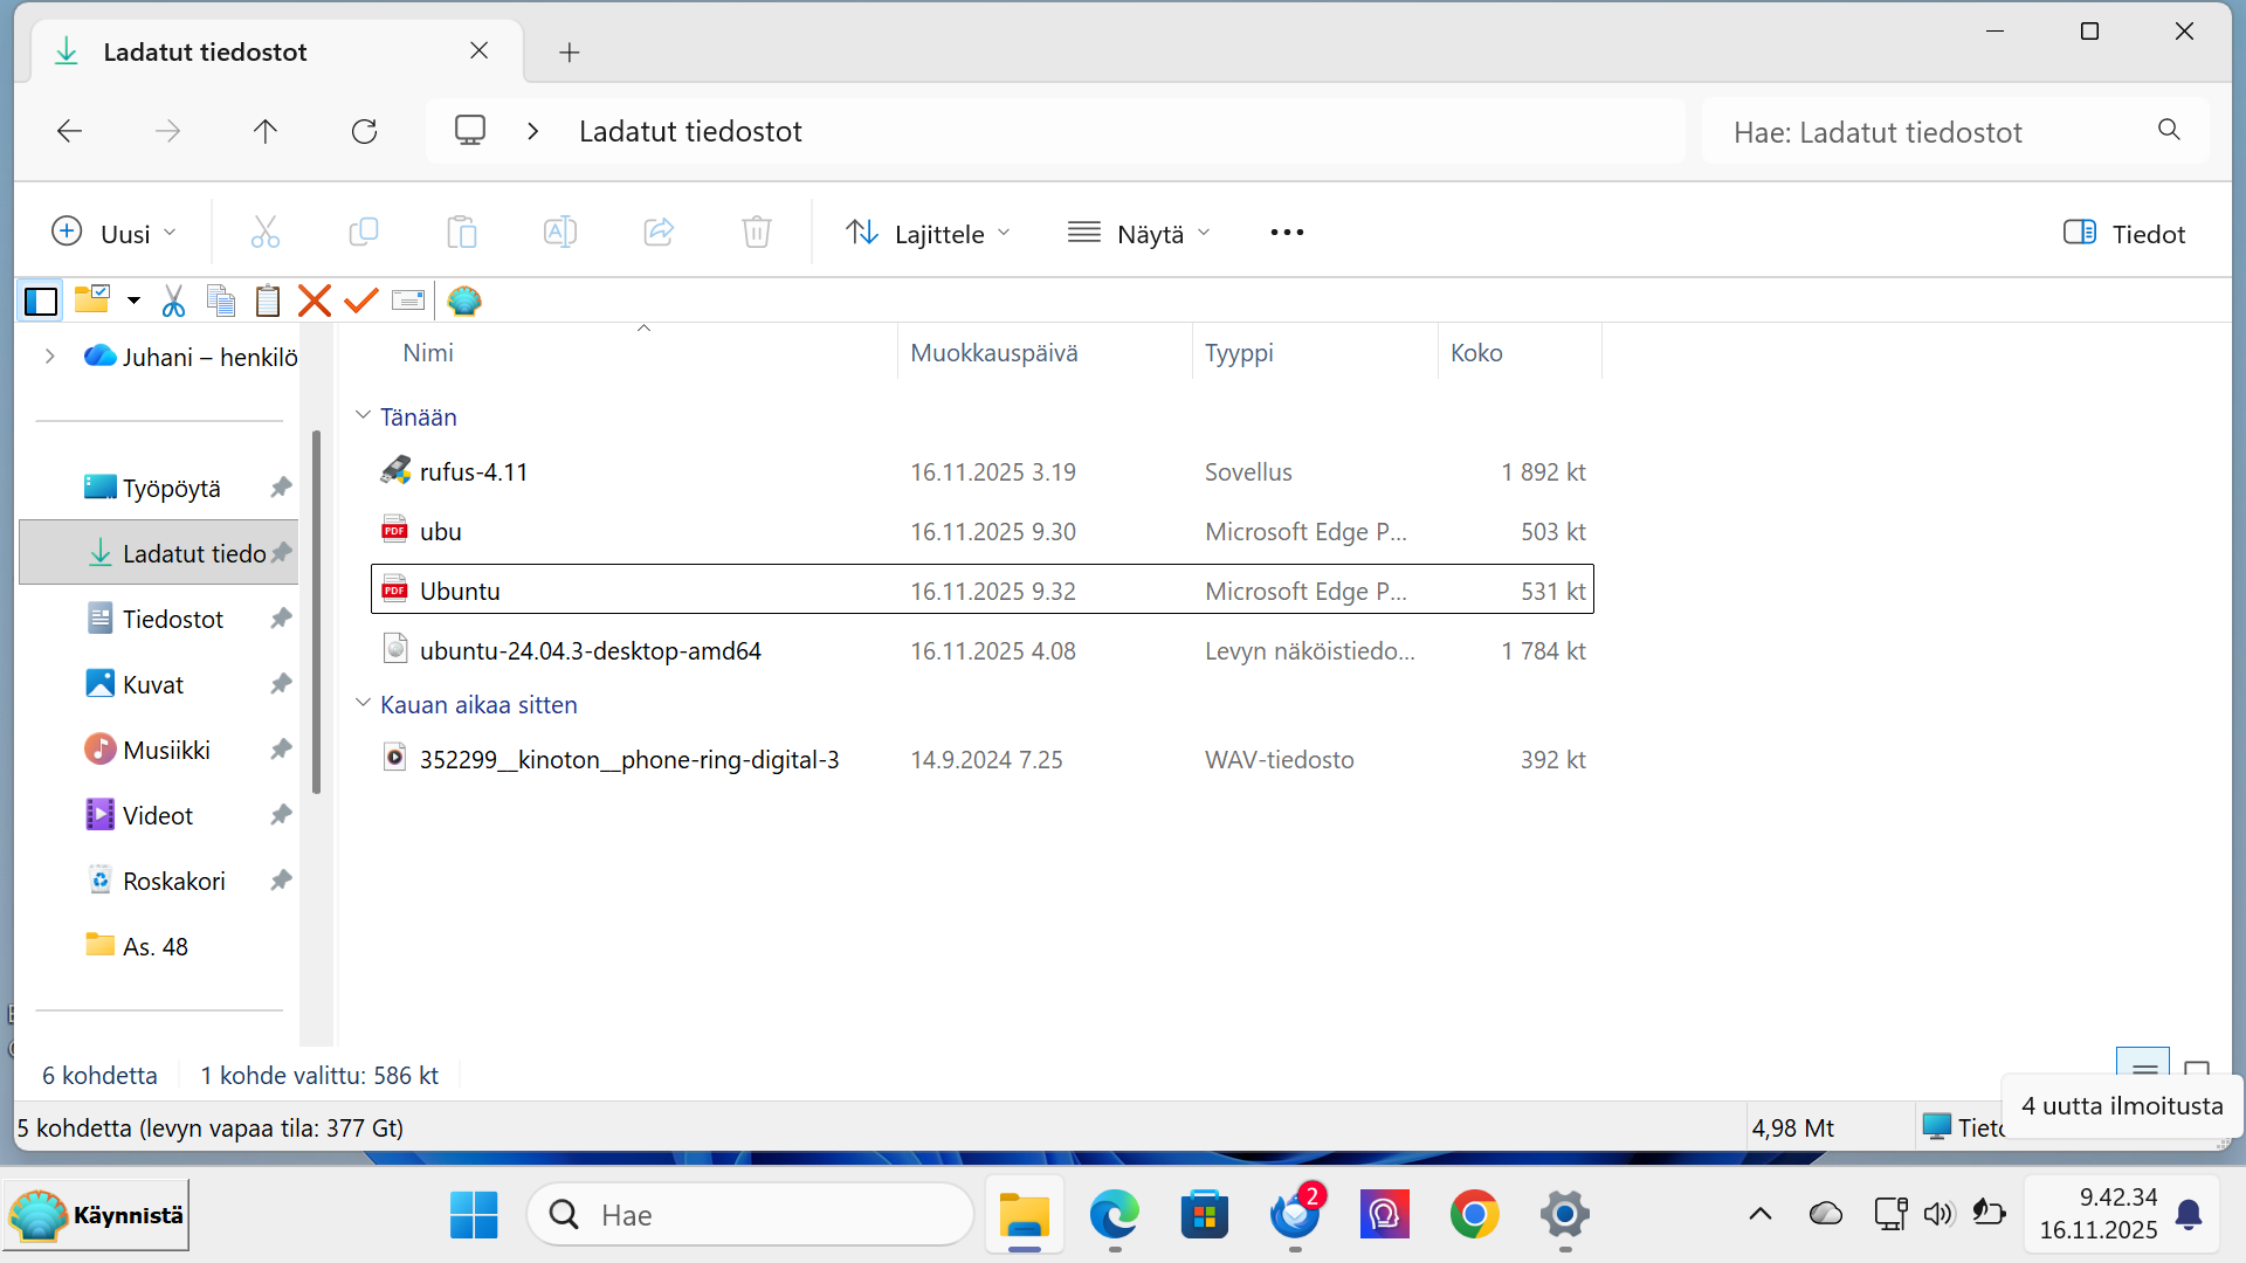 Ladatut tiedostot
Ladatut tiedostot
Hae: Ladatut tiedostot
Uusi
Lajittele
Näytä
Tiedot
Juhani – henkilö
Työpöytä
Ladatut tiedo
Tiedostot
Kuvat
Musiikki
Videot
Roskakori
As. 48
Nimi Muokkauspäivä Tyyppi Koko
Tänään
rufus-4.11 16.11.2025 3.19 Sovellus 1 892 kt
ubu 16.11.2025 9.30 Microsoft Edge P... 503 kt
Ubuntu 16.11.2025 9.32 Microsoft Edge P... 531 kt
ubuntu-24.04.3-desktop-amd64 16.11.2025 4.08 Levyn näköistiedo... 1 784 kt
Kauan aikaa sitten
352299__kinoton__phone-ring-digital-3 14.9.2024 7.25 WAV-tiedosto 392 kt
6 kohdetta 1 kohde valittu: 586 kt
4 uutta ilmoitusta
5 kohdetta (levyn vapaa tila: 377 Gt) 4,98 Mt
Käynnistä
Hae
2
9.42.34
16.11.2025